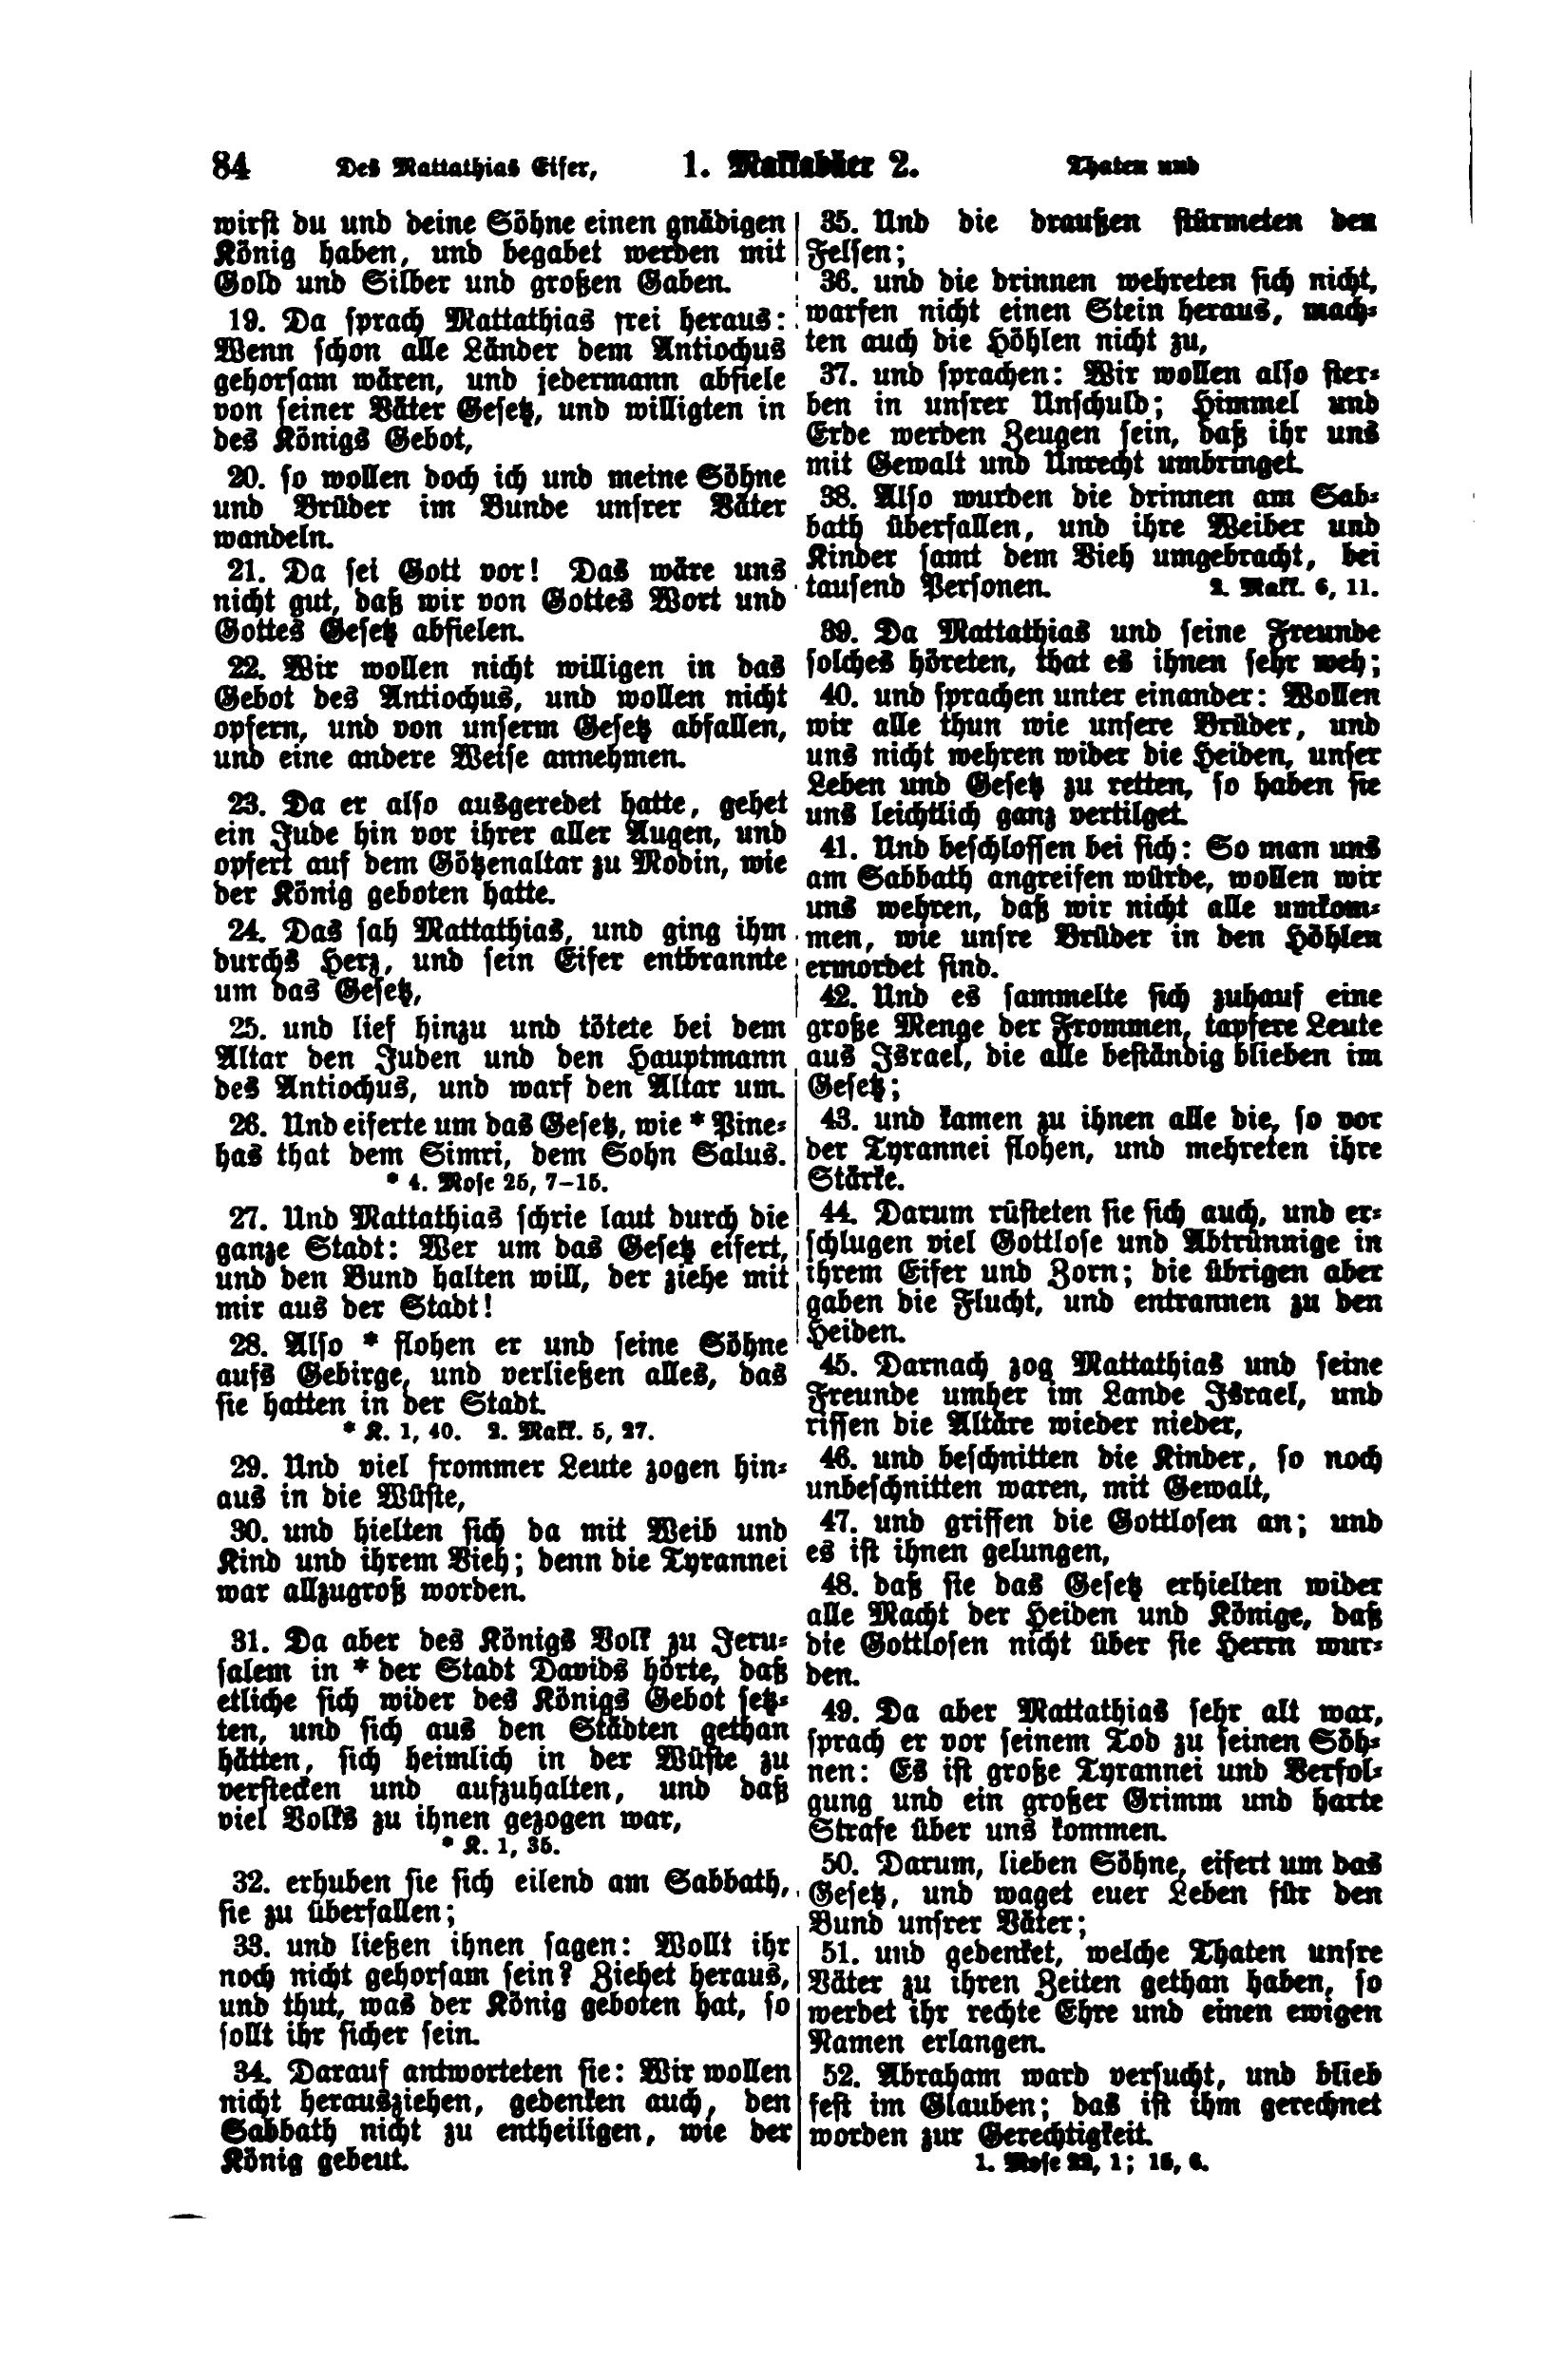 84 Des Mattathias Eifer, 1. Makkabäer 2. Thaten und
wirst du und deine Söhne einen gnädigen
König haben, und begabet werden mit
Gold und Silber und großen Gaben.
19. Da sprach Mattathias frei heraus:
Wenn schon alle Länder dem Antiochus
gehorsam wären, und jedermann abfiele
von seiner Väter Gesetz, und willigten in
des Königs Gebot,
20. so wollen doch ich und meine Söhne
und Brüder im Bunde unsrer Väter
wandeln.
21. Da sei Gott vor! Das wäre uns
nicht gut, daß wir von Gottes Wort und
Gottes Gesetz abfielen.
22. Wir wollen nicht willigen in das
Gebot des Antiochus, und wollen nicht
opfern, und von unserm Gesetz abfallen,
und eine andere Weise annehmen.
23. Da er also ausgeredet hatte, gehet
ein Jude hin vor ihrer aller Augen, und
opfert auf dem Götzenaltar zu Modin, wie
der König geboten hatte.
24. Das sah Mattathias, und ging ihm
durchs Herz, und sein Eifer entbrannte
um das Gesetz,
25. und lief hinzu und tötete bei dem
Altar den Juden und den Hauptmann
des Antiochus, und warf den Altar um.
26. Und eiferte um das Gesetz, wie * Pine-
has that dem Simri, dem Sohn Salus.
* 4. Mose 25, 7–15.
27. Und Mattathias schrie laut durch die
ganze Stadt: Wer um das Gesetz eifert,
und den Bund halten will, der ziehe mit
mir aus der Stadt!
28. Also * flohen er und seine Söhne
aufs Gebirge, und verließen alles, das
sie hatten in der Stadt.
* K. 1, 40. 2. Makk. 5, 27.
29. Und viel frommer Leute zogen hin-
aus in die Wüste,
30. und hielten sich da mit Weib und
Kind und ihrem Vieh; denn die Tyrannei
war allzugroß worden.
31. Da aber des Königs Volk zu Jeru-
salem in * der Stadt Davids hörte, daß
etliche sich wider des Königs Gebot setz-
ten, und sich aus den Städten gethan
hätten, sich heimlich in der Wüste zu
verstecken und aufzuhalten, und daß
viel Volks zu ihnen gezogen war,
* K. 1, 35.
32. erhuben sie sich eilend am Sabbath,
sie zu überfallen;
33. und ließen ihnen sagen: Wollt ihr
noch nicht gehorsam sein? Ziehet heraus,
und thut, was der König geboten hat, so
sollt ihr sicher sein.
34. Darauf antworteten sie: Wir wollen
nicht herausziehen, gedenken auch, den
Sabbath nicht zu entheiligen, wie der
König gebeut.
35. Und die draußen stürmeten den
Felsen;
36. und die drinnen wehreten sich nicht,
warfen nicht einen Stein heraus, mach-
ten auch die Höhlen nicht zu,
37. und sprachen: Wir wollen also ster-
ben in unsrer Unschuld; Himmel und
Erde werden Zeugen sein, daß ihr uns
mit Gewalt und Unrecht umbringet.
38. Also wurden die drinnen am Sab-
bath überfallen, und ihre Weiber und
Kinder samt dem Vieh umgebracht, bei
tausend Personen. 2. Makk. 6, 11.
39. Da Mattathias und seine Freunde
solches höreten, that es ihnen sehr weh;
40. und sprachen unter einander: Wollen
wir alle thun wie unsere Brüder, und
uns nicht wehren wider die Heiden, unser
Leben und Gesetz zu retten, so haben sie
uns leichtlich ganz vertilget.
41. Und beschlossen bei sich: So man uns
am Sabbath angreifen würde, wollen wir
uns wehren, daß wir nicht alle umkom-
men, wie unsre Brüder in den Höhlen
ermordet sind.
42. Und es sammelte sich zuhauf eine
große Menge der Frommen, tapfere Leute
aus Israel, die alle beständig blieben im
Gesetz;
43. und kamen zu ihnen alle die, so vor
der Tyrannei flohen, und mehreten ihre
Stärke.
44. Darum rüsteten sie sich auch, und er-
schlugen viel Gottlose und Abtrünnige in
ihrem Eifer und Zorn; die übrigen aber
gaben die Flucht, und entrannen zu den
Heiden.
45. Darnach zog Mattathias und seine
Freunde umher im Lande Israel, und
rissen die Altäre wieder nieder,
46. und beschnitten die Kinder, so noch
unbeschnitten waren, mit Gewalt,
47. und griffen die Gottlosen an; und
es ist ihnen gelungen,
48. daß sie das Gesetz erhielten wider
alle Macht der Heiden und Könige, daß
die Gottlosen nicht über sie Herrn wur-
den.
49. Da aber Mattathias sehr alt war,
sprach er vor seinem Tod zu seinen Söh-
nen: Es ist große Tyrannei und Verfol-
gung und ein großer Grimm und harte
Strafe über uns kommen.
50. Darum, lieben Söhne, eifert um das
Gesetz, und waget euer Leben für den
Bund unsrer Väter;
51. und gedenket, welche Thaten unsre
Väter zu ihren Zeiten gethan haben, so
werdet ihr rechte Ehre und einen ewigen
Namen erlangen.
52. Abraham ward versucht, und blieb
fest im Glauben; das ist ihm gerechnet
worden zur Gerechtigkeit.
1. Mose 22, 1; 15, 6.